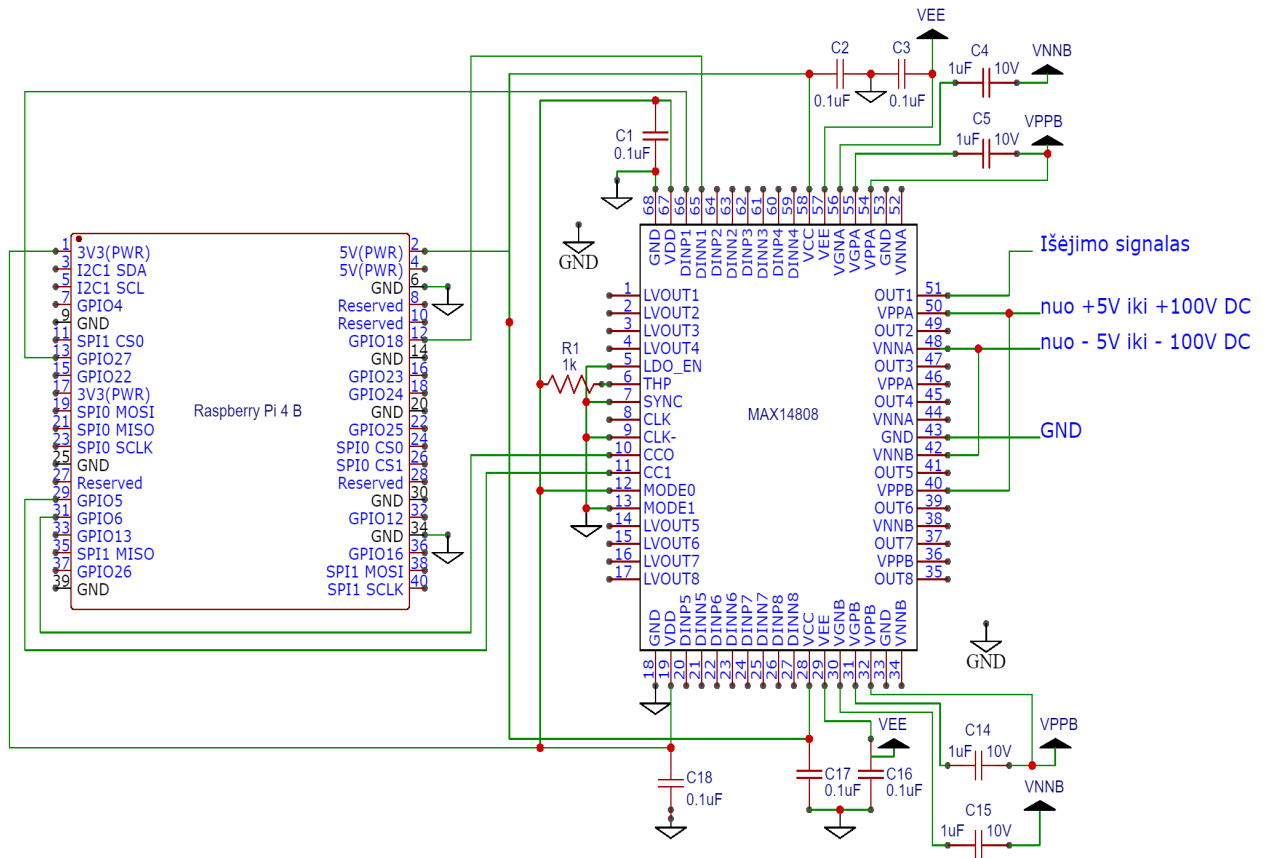 VEE
C2
C3
0.1uF
0.1uF
C4
1uF
10V
VNNB
C5
1uF
10V
VPPB
C1
0.1uF
68
67
66
65
64
63
62
61
60
59
58
57
56
55
54
53
52
GND
VDD
DINP1
DINN1
DINP2
DINN2
DINP3
DINN3
DINP4
DINN4
VCC
VEE
VGNA
VGPA
VPPA
GND
VNNA
GND
1 3V3(PWR)
3 I2C1 SDA
5 I2C1 SCL
7 GPIO4
9 GND
11 SPI1 CS0
13 GPIO27
15 GPIO22
17 3V3(PWR)
19 SPI0 MOSI
21 SPI0 MISO
23 SPI0 SCLK
25 GND
27 Reserved
29 GPIO5
31 GPIO6
33 GPIO13
35 SPI1 MISO
37 GPIO26
39 GND
Raspberry Pi 4 B
5V(PWR) 2
5V(PWR) 4
GND 6
Reserved 8
Reserved 10
GPIO18 12
GND 14
GPIO23 16
GPIO24 18
GND 20
GPIO25 22
SPI0 CS0 24
SPI0 CS1 26
Reserved 28
GND 30
GPIO12 32
GND 34
GPIO16 36
SPI1 MOSI 38
SPI1 SCLK 40
R1
1k
1 LVOUT1
2 LVOUT2
3 LVOUT3
4 LVOUT4
5 LDO_EN
6 THP
7 SYNC
8 CLK
9 CLK-
10 CCO
11 CC1
12 MODE0
13 MODE1
14 LVOUT5
15 LVOUT6
16 LVOUT7
17 LVOUT8
MAX14808
OUT1 51
VPPA 50
OUT2 49
VNNA 48
OUT3 47
VPPA 46
OUT4 45
VNNA 44
GND 43
VNNB 42
OUT5 41
VPPB 40
OUT6 39
VNNB 38
OUT7 37
VPPB 36
OUT8 35
Išėjimo signalas
nuo +5V iki +100V DC
nuo - 5V iki - 100V DC
GND
GND
VDD
DINP5
DINN5
DINP6
DINN6
DINP7
DINN7
DINP8
DINN8
VCC
VEE
VGNB
VGPB
VPPB
GND
VNNB
18
19
20
21
22
23
24
25
26
27
28
29
30
31
32
33
34
GND
C18
0.1uF
C17
0.1uF
C16
0.1uF
VEE
C14
1uF
10V
VPPB
C15
1uF
10V
VNNB